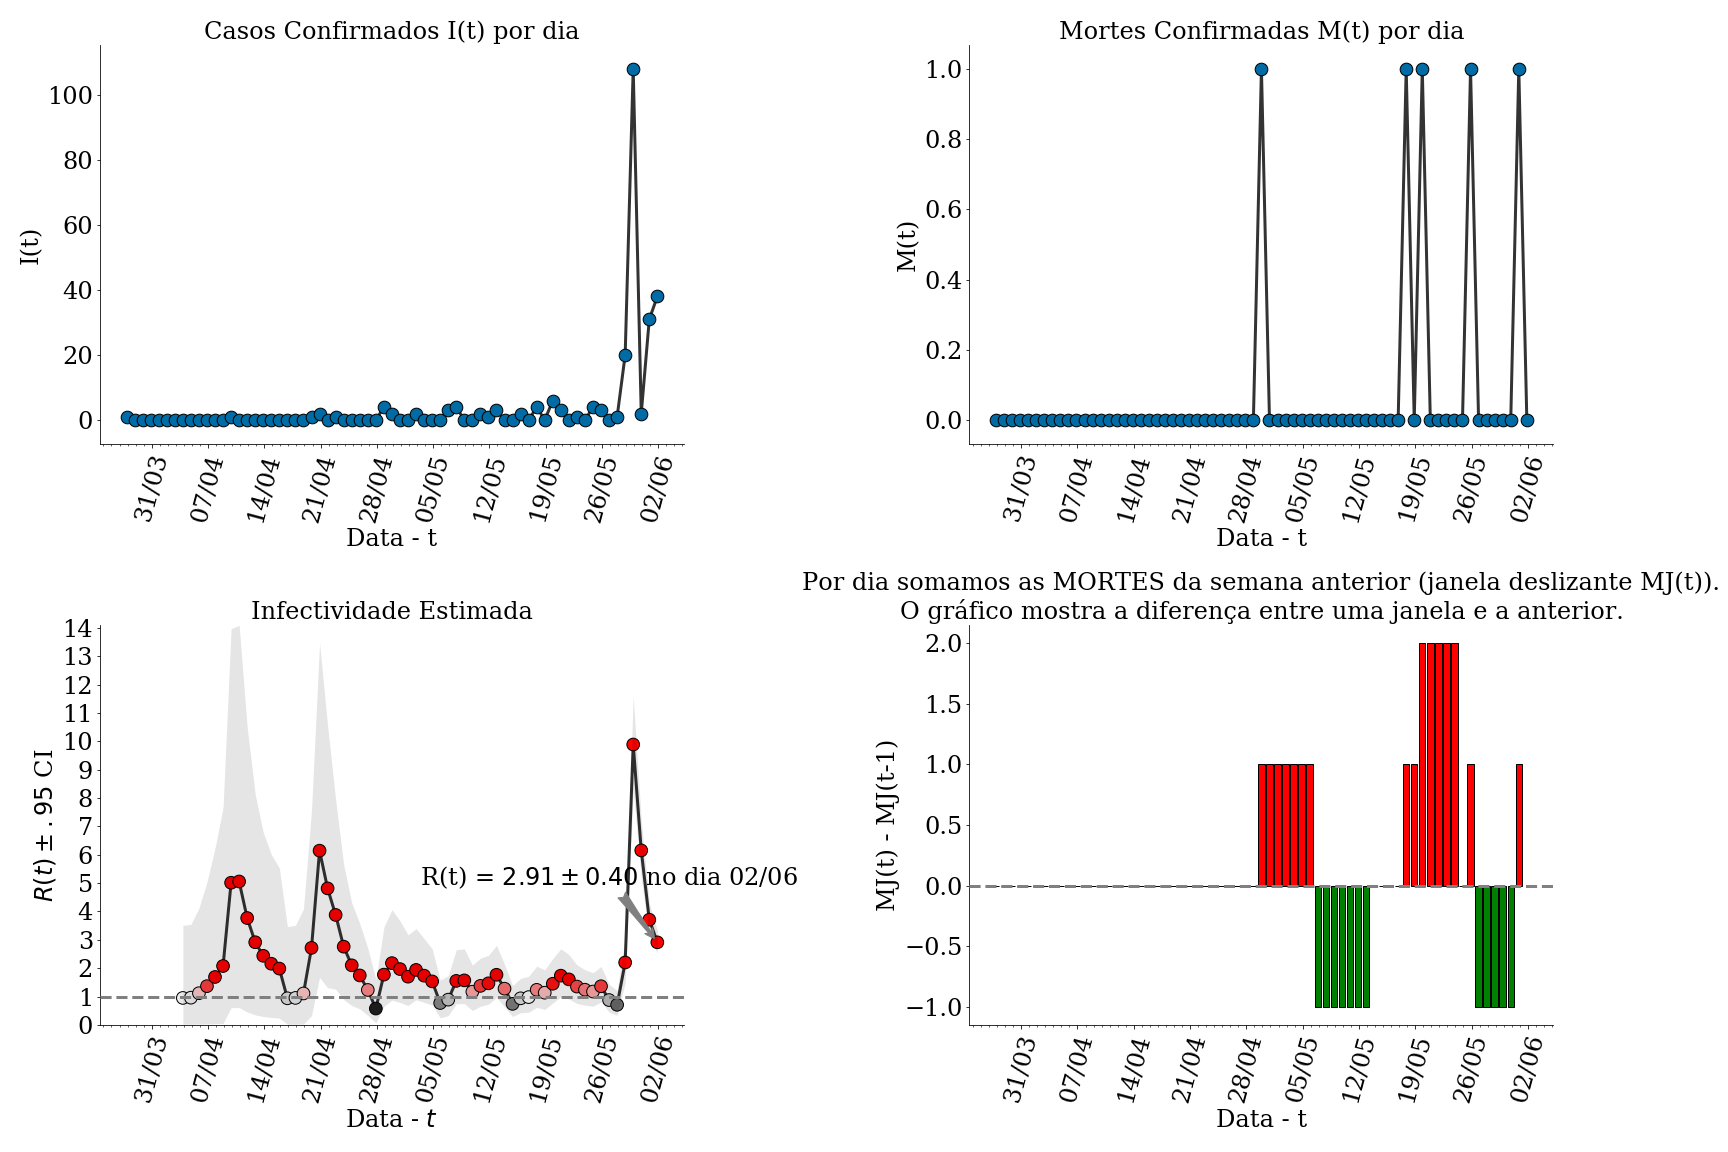 Casos Confirmados I(t) por dia
I(t)
100
80
60
40
20
0
31/03 07/04 14/04 21/04 28/04 05/05 12/05 19/05 26/05 02/06
Data - t
Mortes Confirmadas M(t) por dia
M(t)
1.0
0.8
0.6
0.4
0.2
0.0
31/03 07/04 14/04 21/04 28/04 05/05 12/05 19/05 26/05 02/06
Data - t
Infectividade Estimada
R(t) ± .95 CI
14
13
12
11
10
9
8
7
6
5
4
3
2
1
0
R(t) = 2.91 ± 0.40 no dia 02/06
31/03 07/04 14/04 21/04 28/04 05/05 12/05 19/05 26/05 02/06
Data - t
Por dia somamos as MORTES da semana anterior (janela deslizante MJ(t)).
O gráfico mostra a diferença entre uma janela e a anterior.
MJ(t) - MJ(t-1)
2.0
1.5
1.0
0.5
0.0
−0.5
−1.0
31/03 07/04 14/04 21/04 28/04 05/05 12/05 19/05 26/05 02/06
Data - t